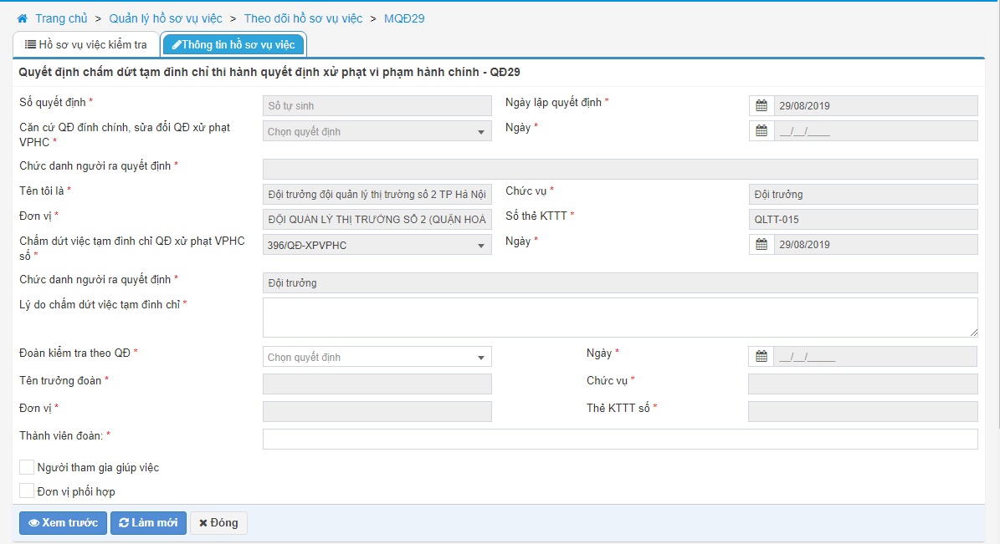 Trang chủ > Quản lý hồ sơ vụ việc > Theo dõi hồ sơ vụ việc > MQĐ29
Hồ sơ vụ việc kiểm tra Thông tin hồ sơ vụ việc
Quyết định chấm dứt tạm đình chỉ thi hành quyết định xử phạt vi phạm hành chính - QĐ29
Số quyết định * Số tự sinh Ngày lập quyết định * 29/08/2019
Căn cứ QĐ đính chính, sửa đổi QĐ xử phạt VPHC * Chọn quyết định Ngày * __/__/____
Chức danh người ra quyết định *
Tên tôi là * Đội trưởng đội quản lý thị trường số 2 TP Hà Nội Chức vụ * Đội trưởng
Đơn vị * ĐỘI QUẢN LÝ THỊ TRƯỜNG SỐ 2 (QUẬN HOÀ Số thẻ KTTT * QLTT-015
Chấm dứt việc tạm đình chỉ QĐ xử phạt VPHC số * 396/QĐ-XPVPHC Ngày * 29/08/2019
Chức danh người ra quyết định * Đội trưởng
Lý do chấm dứt việc tạm đình chỉ *
Đoàn kiểm tra theo QĐ * Chọn quyết định Ngày * __/__/_____
Tên trưởng đoàn * Chức vụ *
Đơn vị * Thẻ KTTT số *
Thành viên đoàn: *
Người tham gia giúp việc
Đơn vị phối hợp
Xem trước Làm mới Đóng